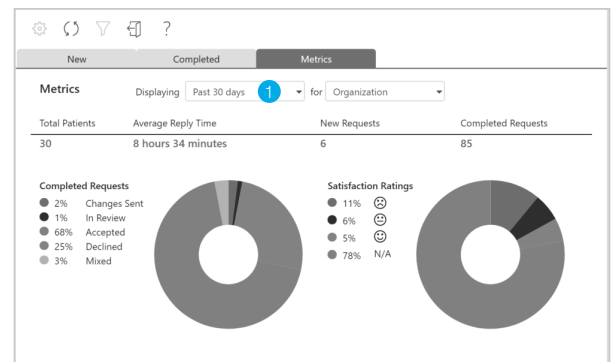 ?
New Completed Metrics
Metrics Displaying Past 30 days 1 for Organization
Total Patients Average Reply Time New Requests Completed Requests
30 8 hours 34 minutes 6 85
Completed Requests
2% Changes Sent
1% In Review
68% Accepted
25% Declined
3% Mixed
Satisfaction Ratings
11%
6%
5%
78% N/A